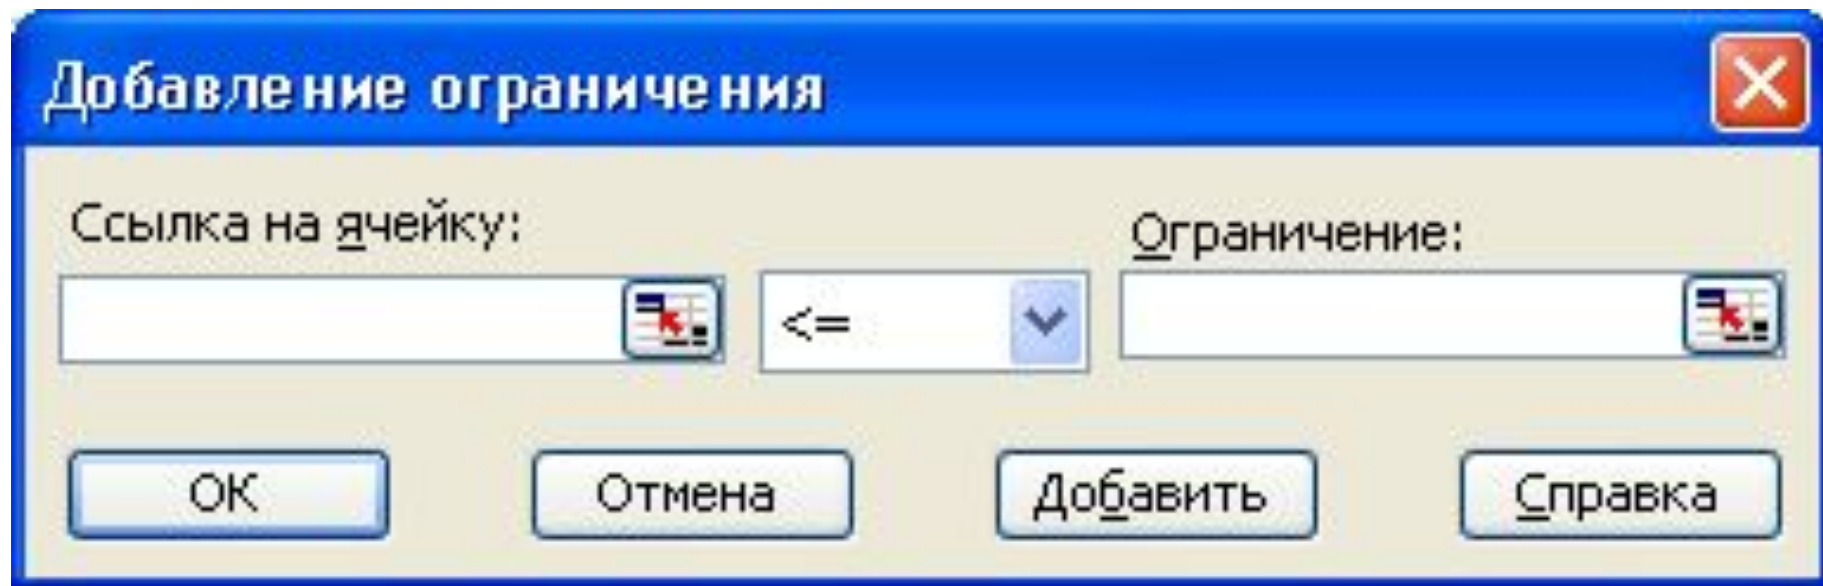 Добавление ограничения
Ссылка на ячейку: Ограничение:
<=
ОК Отмена Добавить Справка